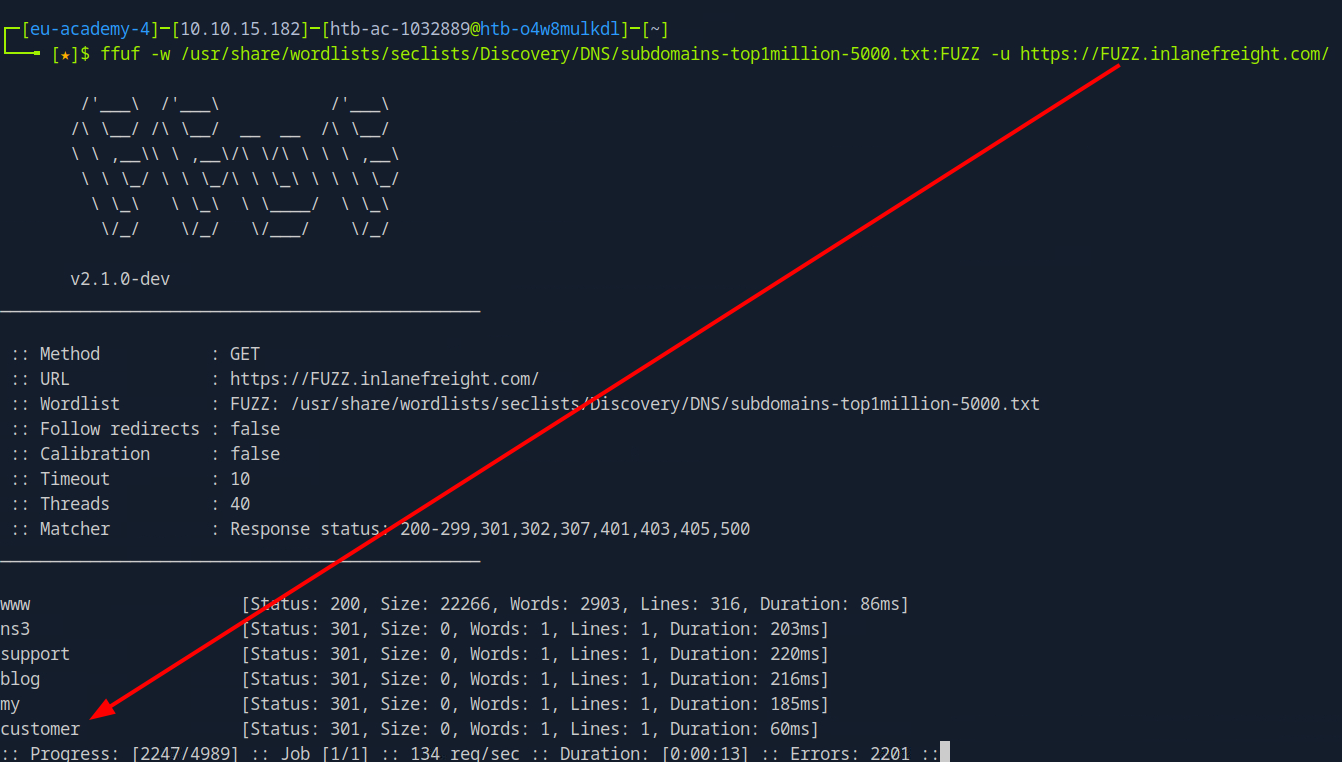 ┌─[eu-academy-4]─[10.10.15.182]─[htb-ac-1032889@htb-o4w8mulkdl]─[~]
└──╼ [★]$ ffuf -w /usr/share/wordlists/seclists/Discovery/DNS/subdomains-top1million-5000.txt:FUZZ -u https://FUZZ.inlanefreight.com/
        /'___\  /'___\           /'___\
       /\ \__/ /\ \__/  __  __  /\ \__/
       \ \ ,__\\ \ ,__\/\ \/\ \ \ \ ,__\
        \ \ \_/ \ \ \_/\ \ \_\ \ \ \ \_/
         \ \_\   \ \_\  \ \____/  \ \_\
          \/_/    \/_/   \/___/    \/_/
       v2.1.0-dev
________________________________________________
 :: Method           : GET
 :: URL              : https://FUZZ.inlanefreight.com/
 :: Wordlist         : FUZZ: /usr/share/wordlists/seclists/Discovery/DNS/subdomains-top1million-5000.txt
 :: Follow redirects : false
 :: Calibration      : false
 :: Timeout          : 10
 :: Threads          : 40
 :: Matcher          : Response status: 200-299,301,302,307,401,403,405,500
________________________________________________
www                     [Status: 200, Size: 22266, Words: 2903, Lines: 316, Duration: 86ms]
ns3                     [Status: 301, Size: 0, Words: 1, Lines: 1, Duration: 203ms]
support                 [Status: 301, Size: 0, Words: 1, Lines: 1, Duration: 220ms]
blog                    [Status: 301, Size: 0, Words: 1, Lines: 1, Duration: 216ms]
my                      [Status: 301, Size: 0, Words: 1, Lines: 1, Duration: 185ms]
customer                [Status: 301, Size: 0, Words: 1, Lines: 1, Duration: 60ms]
:: Progress: [2247/4989] :: Job [1/1] :: 134 req/sec :: Duration: [0:00:13] :: Errors: 2201 ::